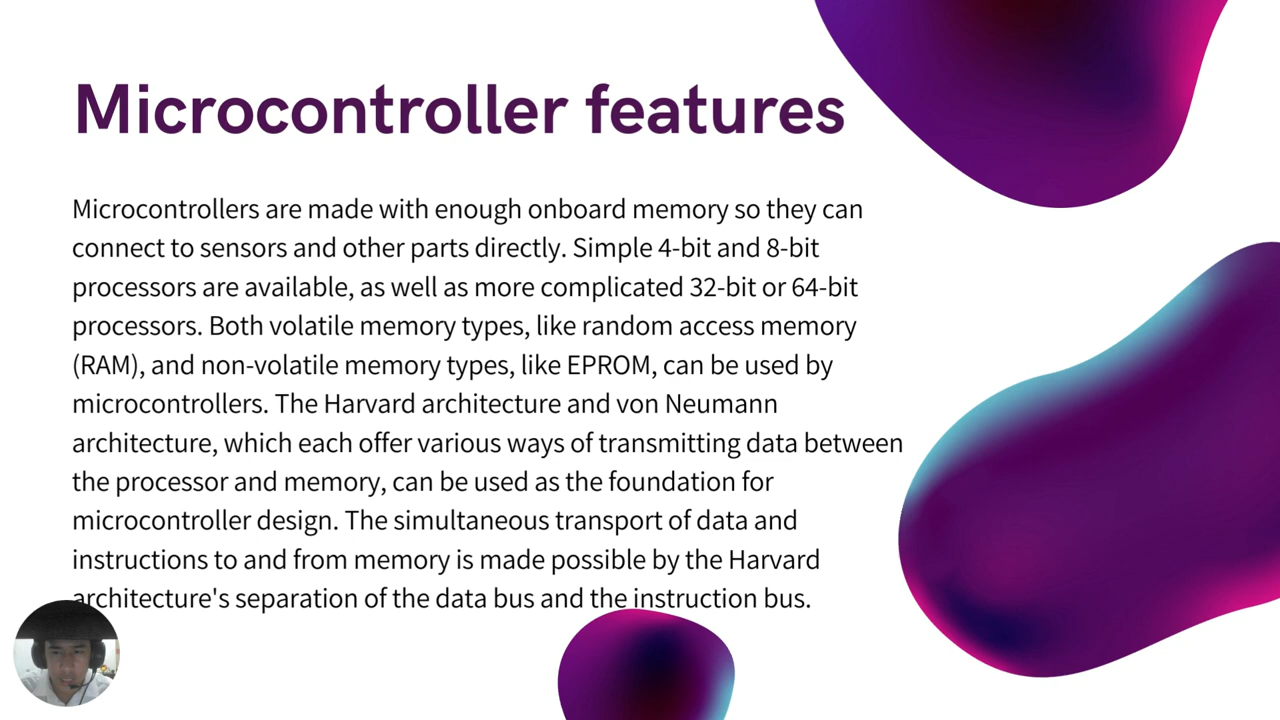 Microcontroller features
Microcontrollers are made with enough onboard memory so they can
connect to sensors and other parts directly. Simple 4-bit and 8-bit
processors are available, as well as more complicated 32-bit or 64-bit
processors. Both volatile memory types, like random access memory
(RAM), and non-volatile memory types, like EPROM, can be used by
microcontrollers. The Harvard architecture and von Neumann
architecture, which each offer various ways of transmitting data between
the processor and memory, can be used as the foundation for
microcontroller design. The simultaneous transport of data and
instructions to and from memory is made possible by the Harvard
architecture's separation of the data bus and the instruction bus.